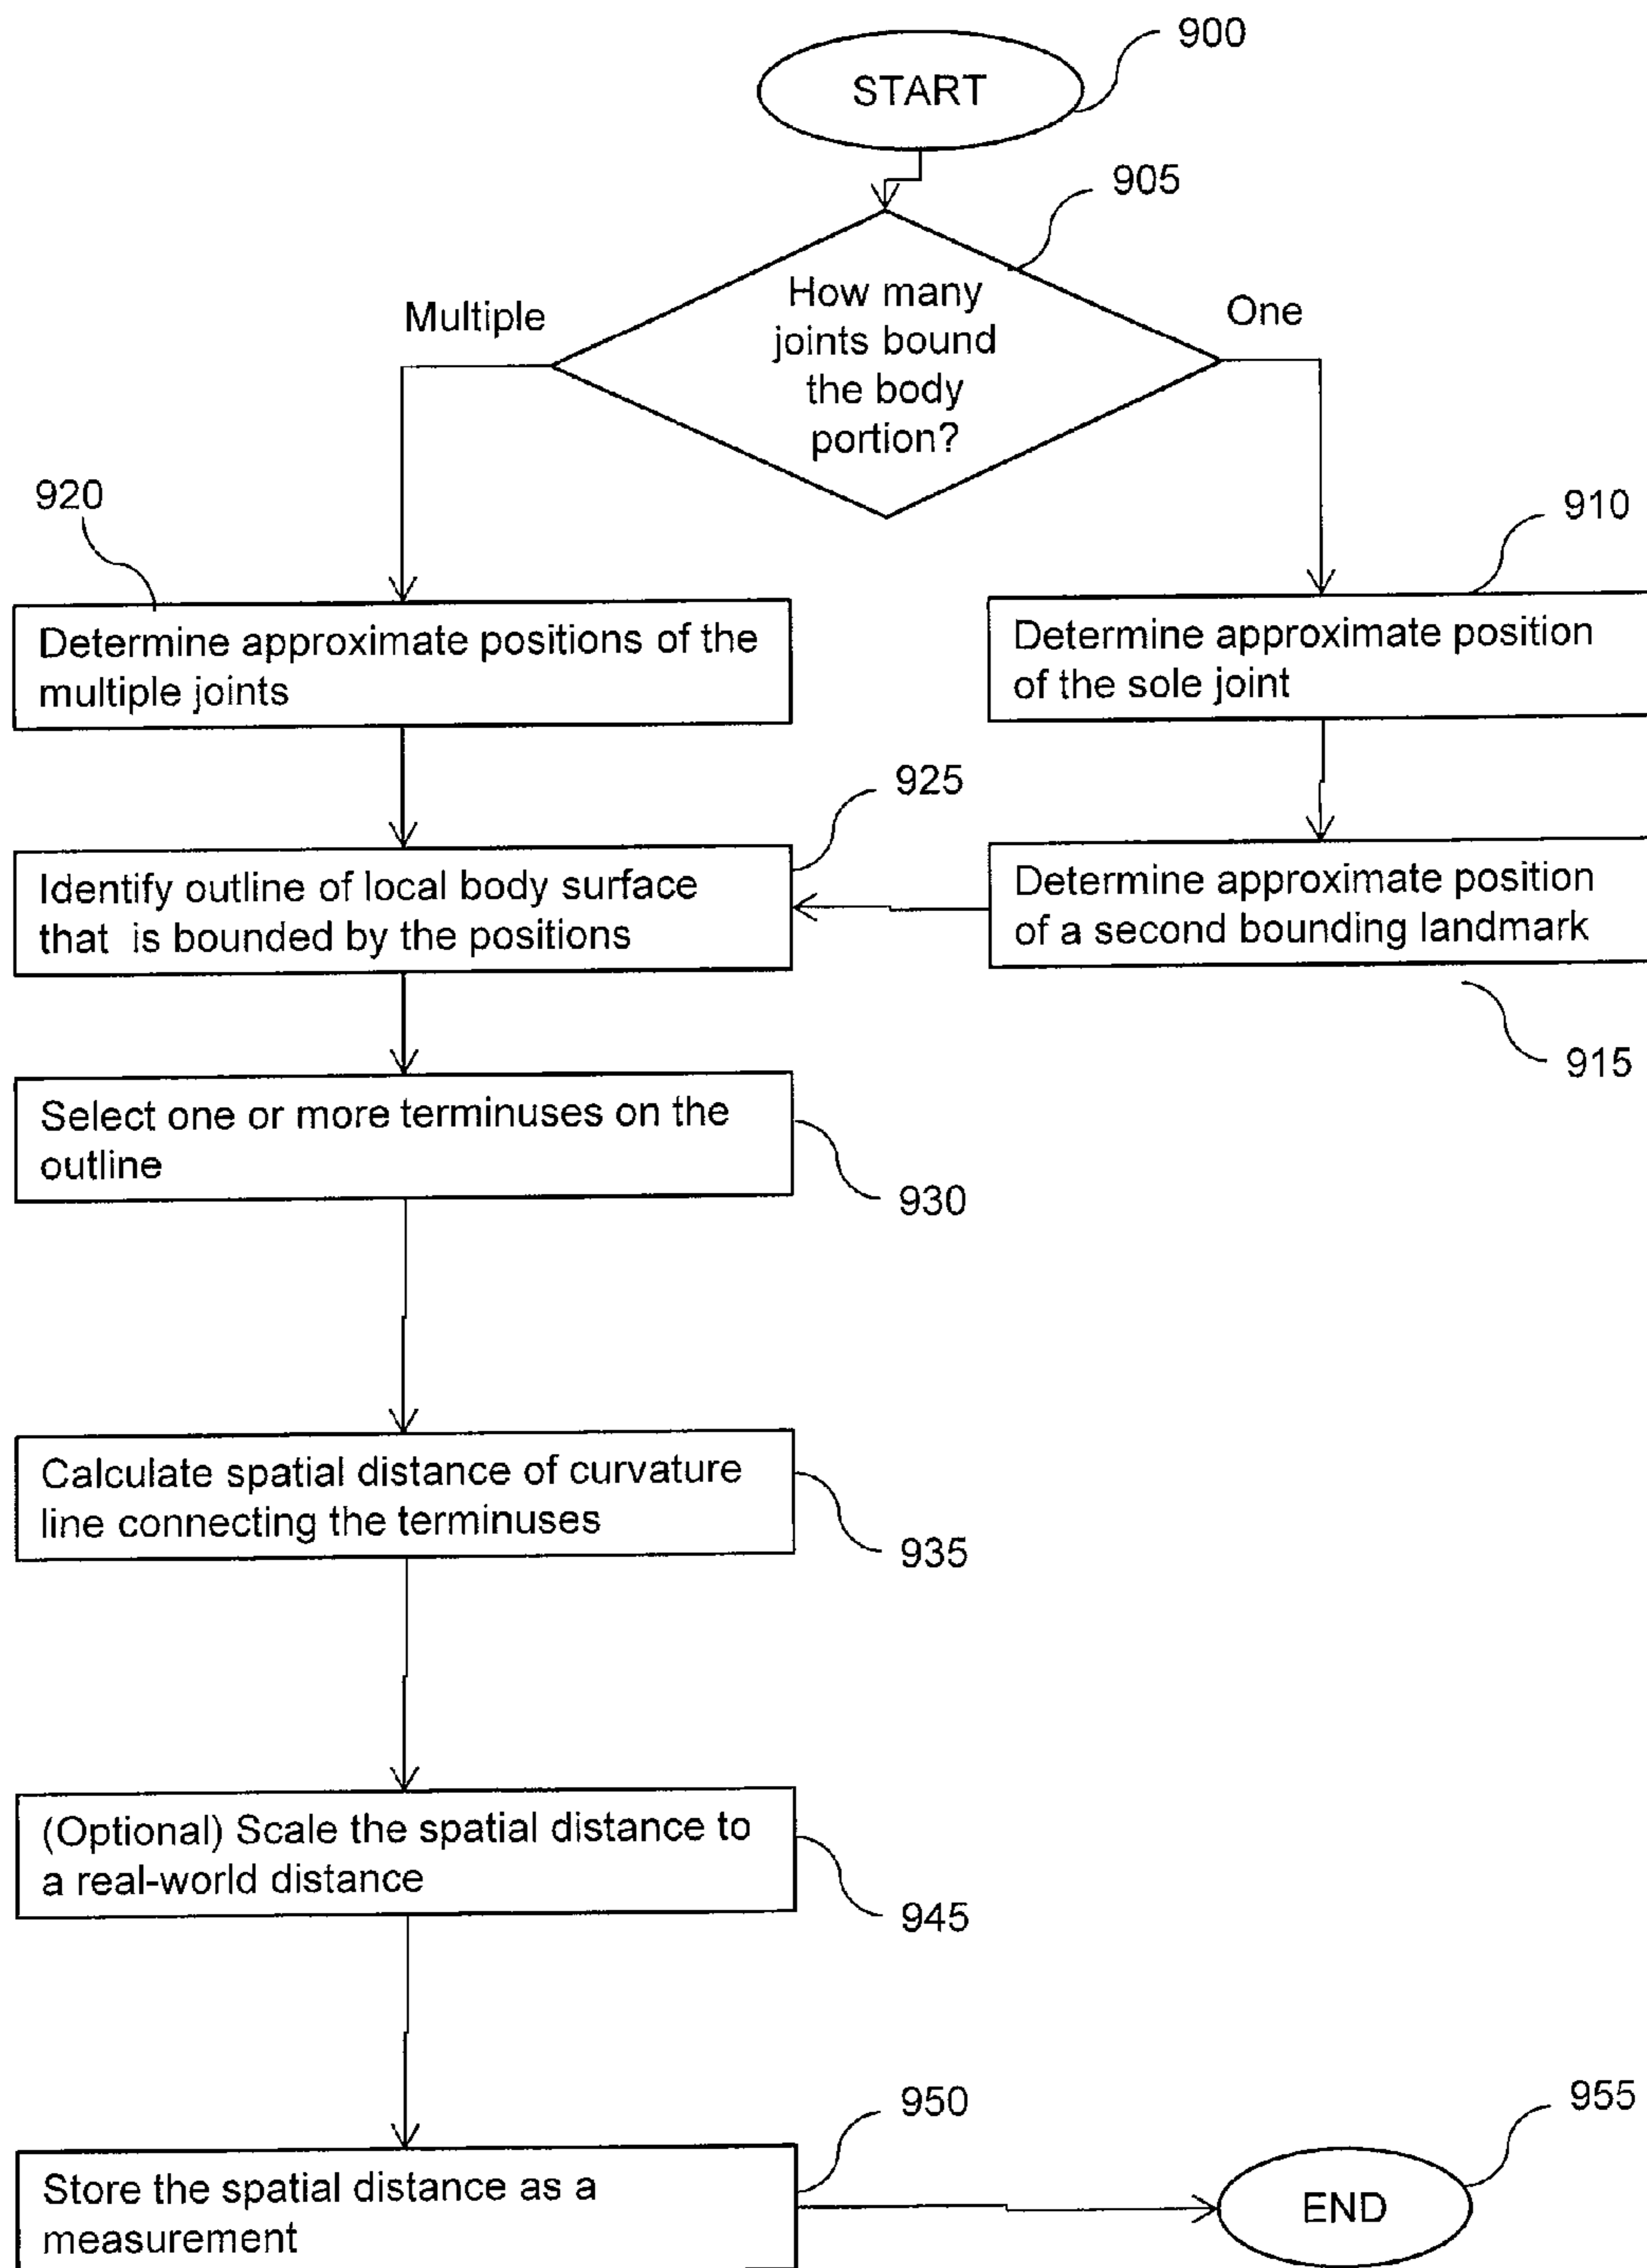 900
START
905
How many
joints bound
the body
portion?
Multiple
One
920
910
Determine approximate positions of the
multiple joints
Determine approximate position
of the sole joint
925
Identify outline of local body surface
that is bounded by the positions
Determine approximate position
of a second bounding landmark
915
Select one or more terminuses on the
outline
930
Calculate spatial distance of curvature
line connecting the terminuses
935
(Optional) Scale the spatial distance to
a real-world distance
945
950
955
Store the spatial distance as a
measurement
END